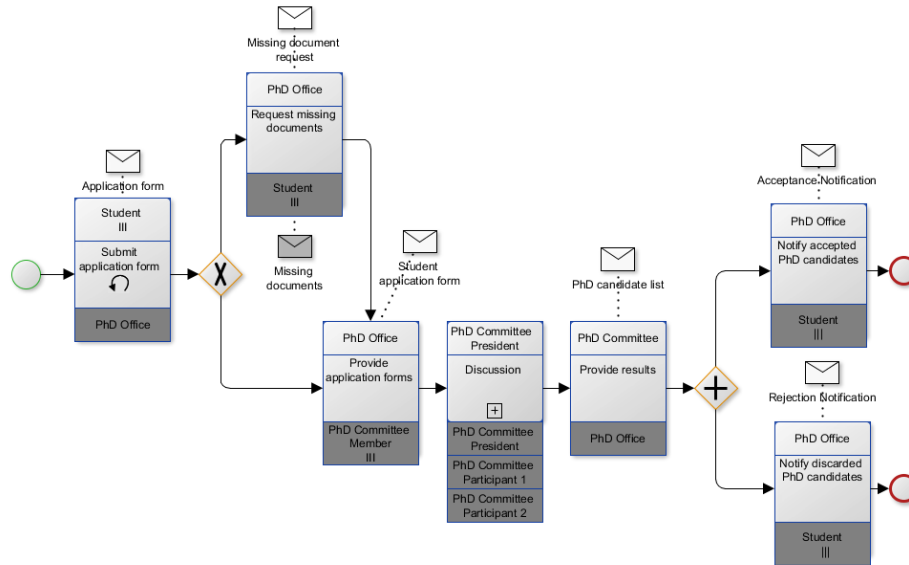 Missing document
request
PhD Office
Request missing
documents
Student
III
Missing
documents
Application form
Student
III
Submit
application form
PhD Office
X
Student
application form
PhD Office
Provide
application forms
PhD Committee
Member
III
PhD Committee
President
Discussion
+
PhD Committee
President
PhD Committee
Participant 1
PhD Committee
Participant 2
PhD candidate list
PhD Committee
Provide results
PhD Office
+
Acceptance Notification
PhD Office
Notify accepted
PhD candidates
Student
III
Rejection Notification
PhD Office
Notify discarded
PhD candidates
Student
III